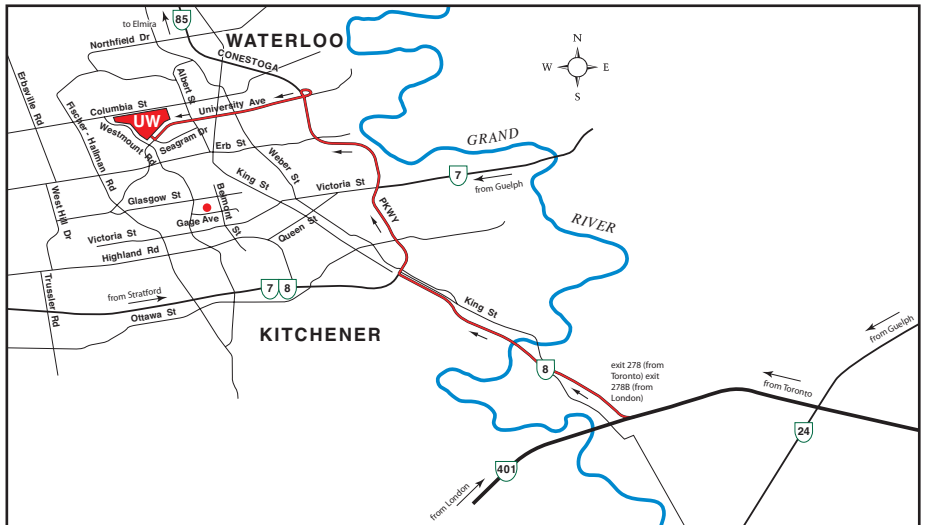 to Elmira
85
Northfield Dr
WATERLOO
CONESTOGA
N
W
E
S
Erbsville Rd
Fischer - Hallman Rd
Albert St
Columbia St
University Ave
UW
Westmount Rd
Seagram Dr
Erb St
GRAND
Weber St
King St
7
from Guelph
Victoria St
West Hill Dr
Glasgow St
Belmont St
Gage Ave
PKWY
RIVER
Queen St
Victoria St
Highland Rd
Trussler Rd
from Stratford
7
8
Ottawa St
King St
KITCHENER
from Guelph
8
exit 278 (from
Toronto) exit
278B (from
London)
from Toronto
24
401
from London